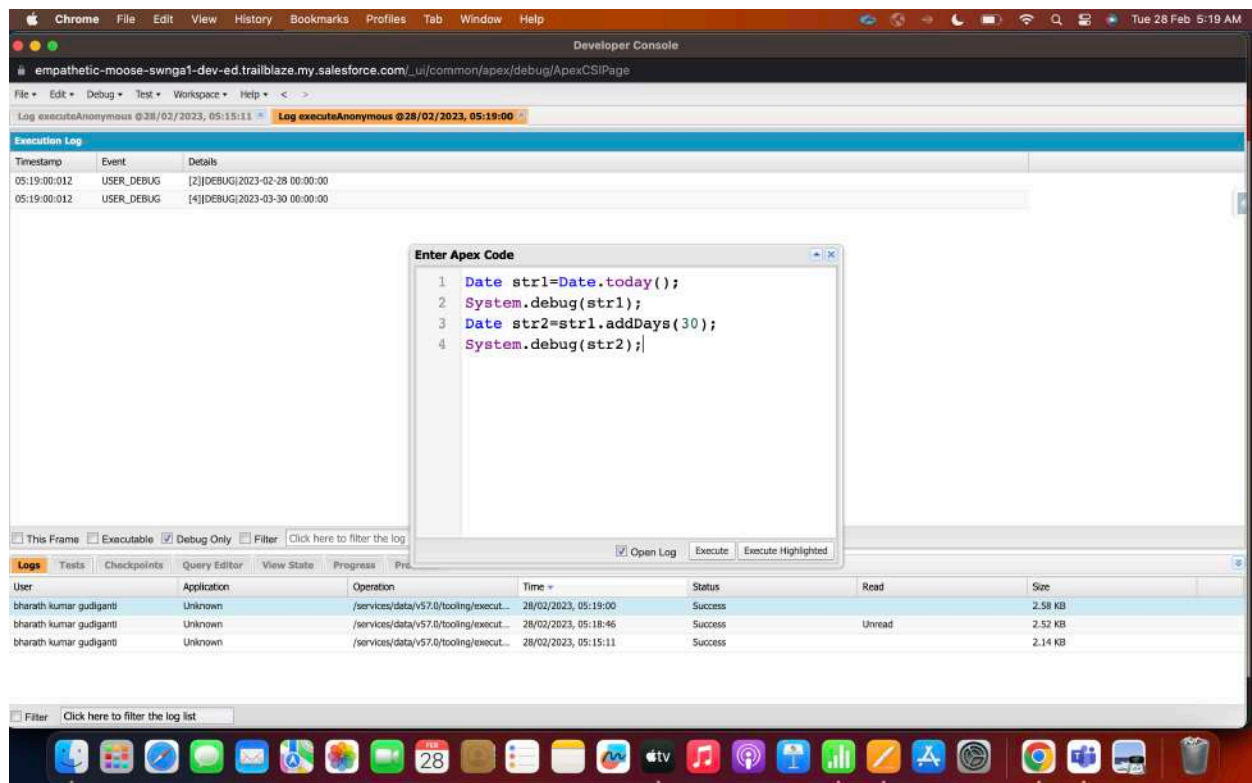 Chrome File Edit View History Bookmarks Profiles Tab Window Help Tue 28 Feb 5:19 AM
Developer Console
empathetic-moose-swnga1-dev-ed.trailblaze.my.salesforce.com/_ui/common/apex/debug/ApexCSIPage
File Edit Debug Test Workspace Help < >
Log executeAnonymous @28/02/2023, 05:15:11 Log executeAnonymous @28/02/2023, 05:19:00
Execution Log
Timestamp Event Details
05:19:00:012 USER_DEBUG [2]|DEBUG|2023-02-28 00:00:00
05:19:00:012 USER_DEBUG [4]|DEBUG|2023-03-30 00:00:00
Enter Apex Code
1 Date str1=Date.today();
2 System.debug(str1);
3 Date str2=str1.addDays(30);
4 System.debug(str2);
This Frame Executable Debug Only Filter Click here to filter the log
Open Log Execute Execute Highlighted
Logs Tests Checkpoints Query Editor View State Progress
User Application Operation Time Status Read Size
bharath kumar gudiganti Unknown /services/data/v57.0/tooling/execut... 28/02/2023, 05:19:00 Success 2.58 KB
bharath kumar gudiganti Unknown /services/data/v57.0/tooling/execut... 28/02/2023, 05:18:46 Success Unread 2.52 KB
bharath kumar gudiganti Unknown /services/data/v57.0/tooling/execut... 28/02/2023, 05:15:11 Success 2.14 KB
Filter Click here to filter the log list
FEB
28
tv